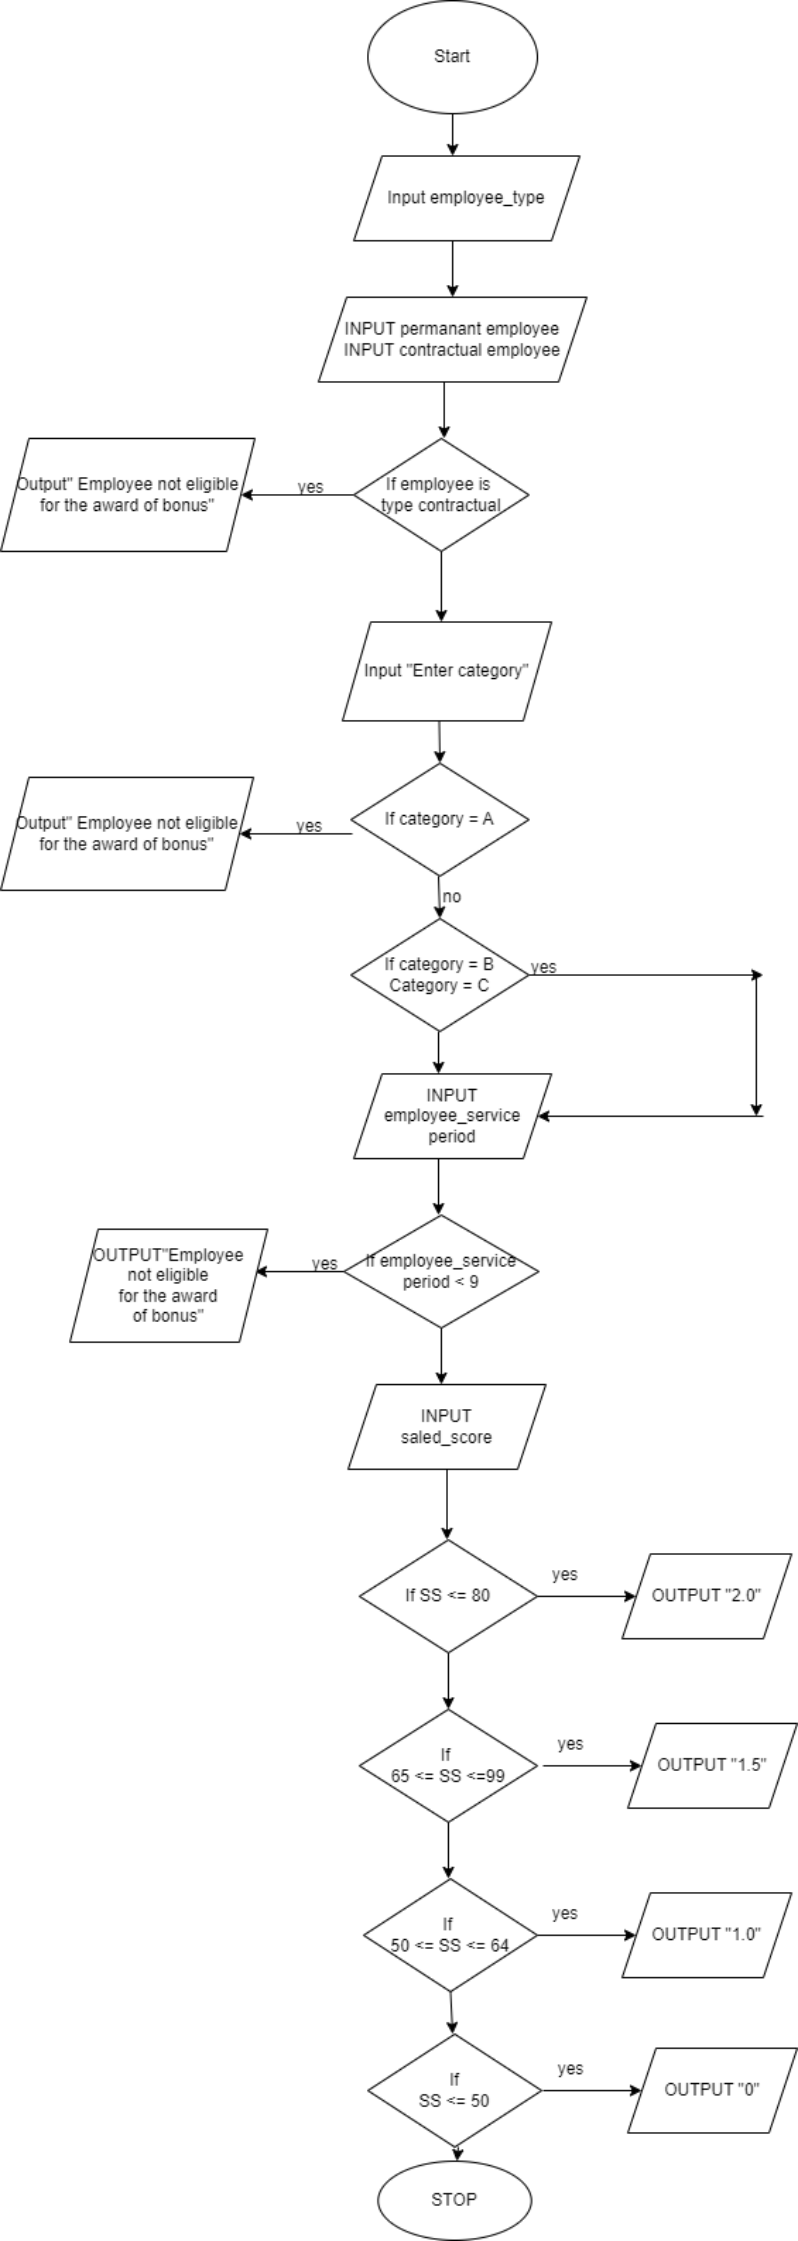 Start
Input employee_type
INPUT permanant employee
INPUT contractual employee
If employee is
type contractual
yes
Output" Employee not eligible
for the award of bonus"
Input "Enter category"
If category = A
yes
Output" Employee not eligible
for the award of bonus"
no
If category = B
Category = C
yes
INPUT
employee_service
period
If employee_service
period < 9
yes
OUTPUT"Employee
not eligible
for the award
of bonus"
INPUT
saled_score
If SS <= 80
yes
OUTPUT "2.0"
If
65 <= SS <=99
yes
OUTPUT "1.5"
If
50 <= SS <= 64
yes
OUTPUT "1.0"
If
SS <= 50
yes
OUTPUT "0"
STOP